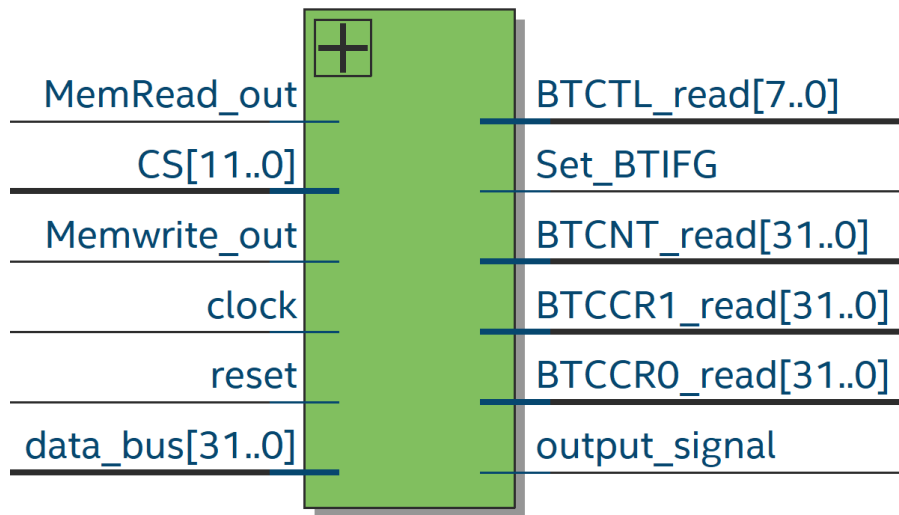 MemRead_out
CS[11..0]
Memwrite_out
clock
reset
data_bus[31..0]
BTCTL_read[7..0]
Set_BTIFG
BTCNT_read[31..0]
BTCCR1_read[31..0]
BTCCR0_read[31..0]
output_signal